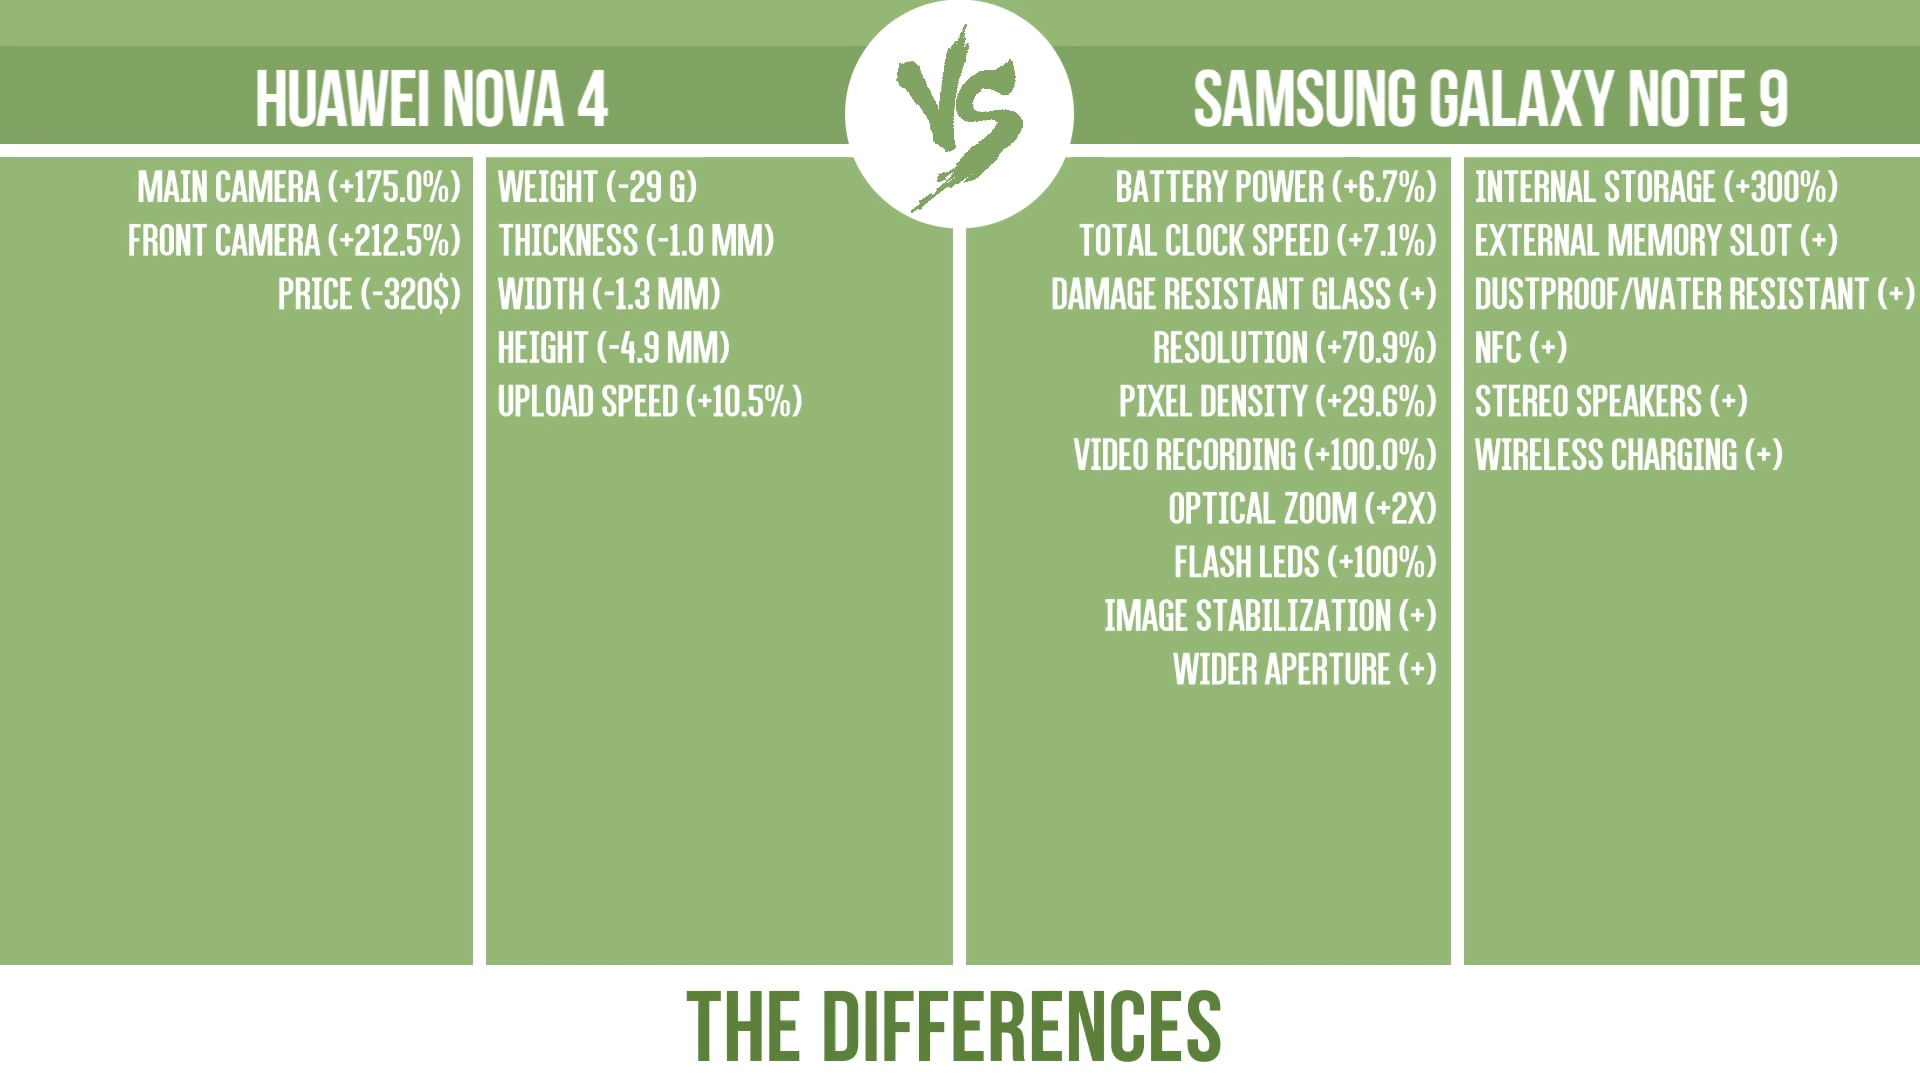 HUAWEI NOVA 4
VS
SAMSUNG GALAXY NOTE 9
MAIN CAMERA (+175.0%)
FRONT CAMERA (+212.5%)
PRICE (-320$)
WEIGHT (-29 G)
THICKNESS (-1.0 MM)
WIDTH (-1.3 MM)
HEIGHT (-4.9 MM)
UPLOAD SPEED (+10.5%)
BATTERY POWER (+6.7%)
TOTAL CLOCK SPEED (+7.1%)
DAMAGE RESISTANT GLASS (+)
RESOLUTION (+70.9%)
PIXEL DENSITY (+29.6%)
VIDEO RECORDING (+100.0%)
OPTICAL ZOOM (+2X)
FLASH LEDS (+100%)
IMAGE STABILIZATION (+)
WIDER APERTURE (+)
INTERNAL STORAGE (+300%)
EXTERNAL MEMORY SLOT (+)
DUSTPROOF/WATER RESISTANT (+)
NFC (+)
STEREO SPEAKERS (+)
WIRELESS CHARGING (+)
THE DIFFERENCES